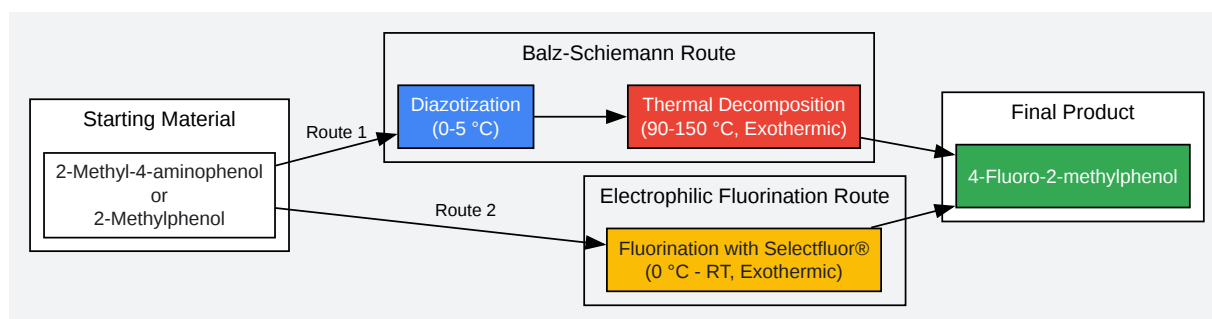 Starting Material
2-Methyl-4-aminophenol
or
2-Methylphenol
Route 1
Route 2
Balz-Schiemann Route
Diazotization
(0-5 °C)
Thermal Decomposition
(90-150 °C, Exothermic)
Electrophilic Fluorination Route
Fluorination with Selectfluor®
(0 °C - RT, Exothermic)
Final Product
4-Fluoro-2-methylphenol